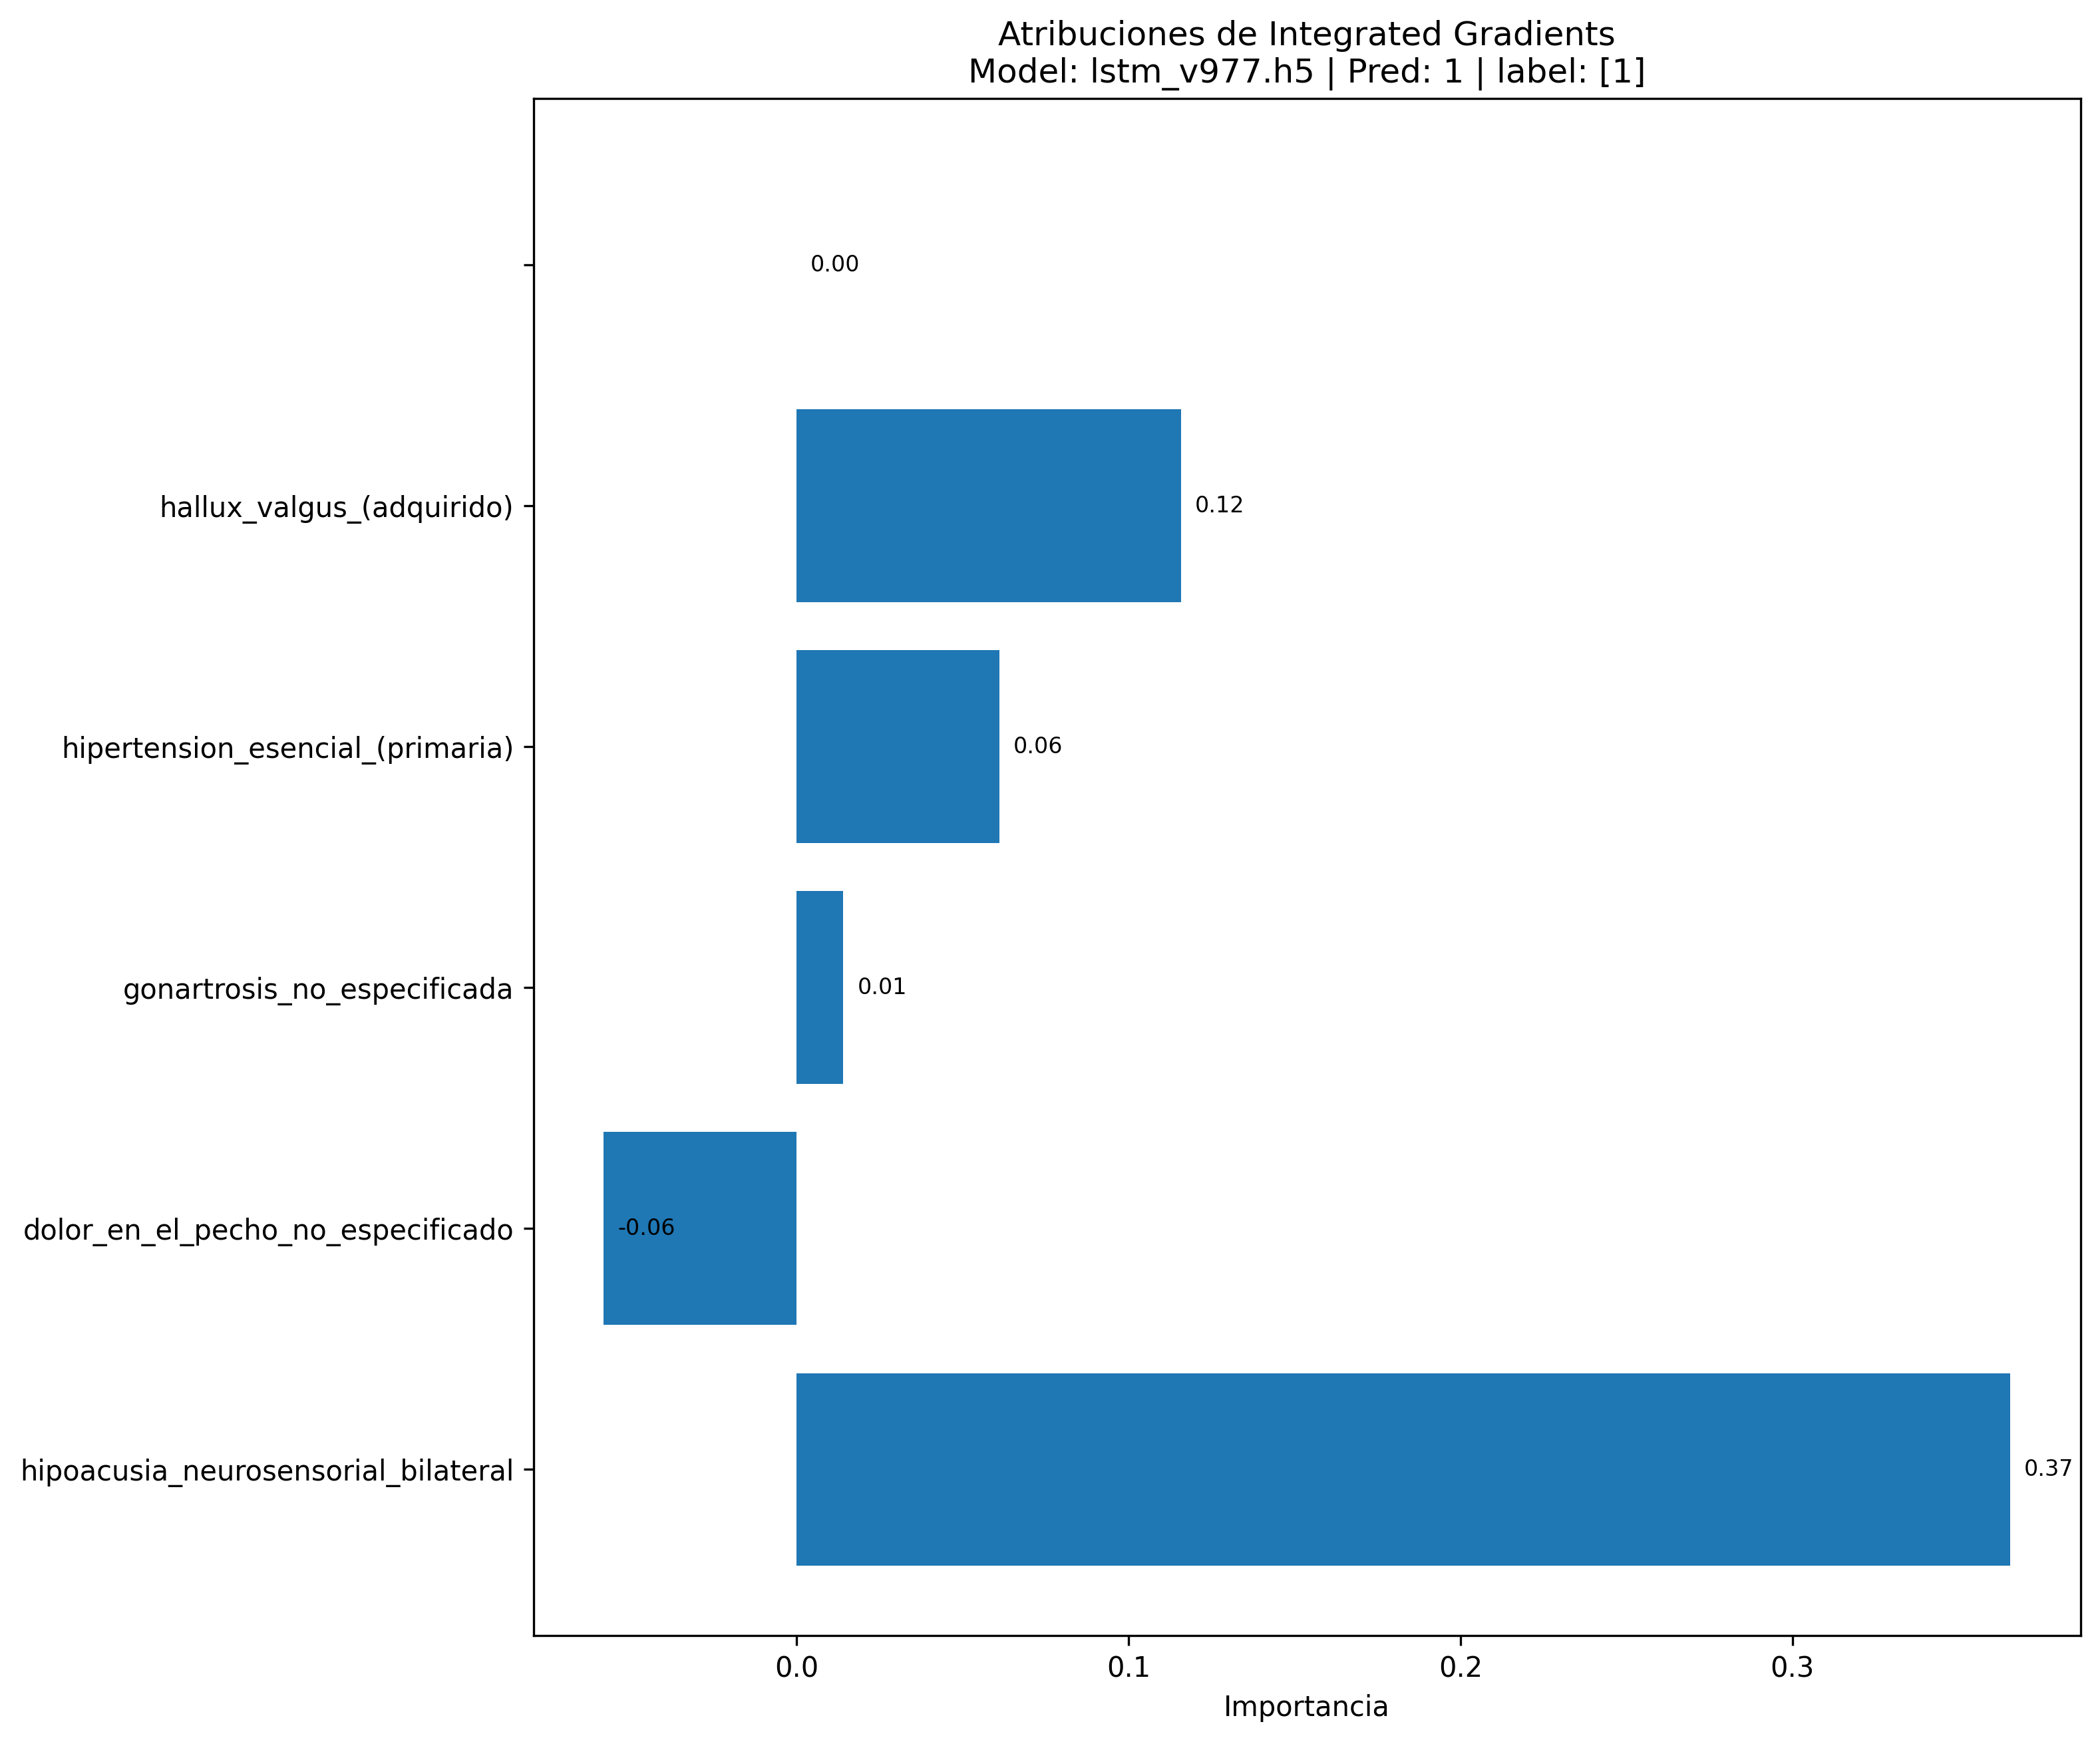 Atribuciones de Integrated Gradients
Model: lstm_v977.h5 | Pred: 1 | label: [1]
0.00
hallux_valgus_(adquirido)
0.12
hipertension_esencial_(primaria)
0.06
gonartrosis_no_especificada
0.01
dolor_en_el_pecho_no_especificado
-0.06
hipoacusia_neurosensorial_bilateral
0.37
0.0 0.1 0.2 0.3
Importancia